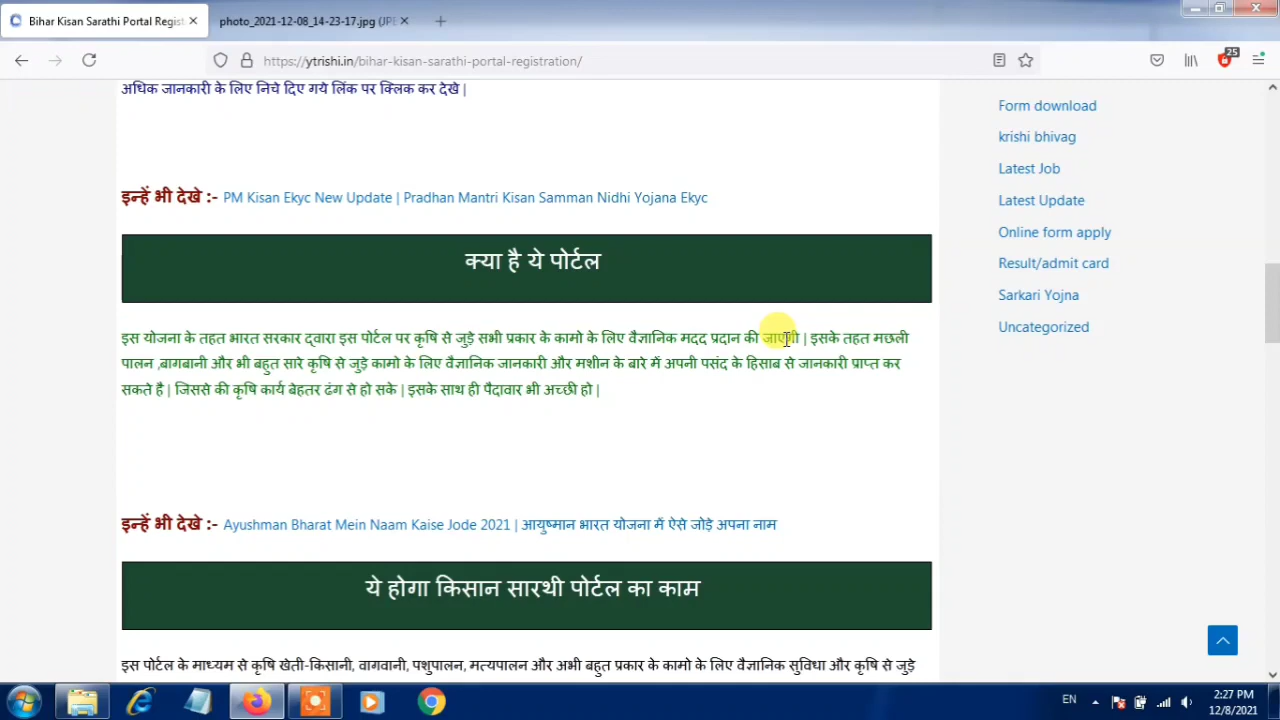 Bihar Kisan Sarathi Portal Regist
photo_2021-12-08_14-23-17.jpg (JPE
https://ytrishi.in/bihar-kisan-sarathi-portal-registration/
25
अधिक जानकारी के लिए निचे दिए गये लिंक पर क्लिक कर देखे |
इन्हें भी देखे :- PM Kisan Ekyc New Update | Pradhan Mantri Kisan Samman Nidhi Yojana Ekyc
क्या है ये पोर्टल
इस योजना के तहत भारत सरकार द्वारा इस पोर्टल पर कृषि से जुड़े सभी प्रकार के कामो के लिए वैज्ञानिक मदद प्रदान की जाएगी | इसके तहत मछली
पालन ,बागबानी और भी बहुत सारे कृषि से जुड़े कामो के लिए वैज्ञानिक जानकारी और मशीन के बारे में अपनी पसंद के हिसाब से जानकारी प्राप्त कर
सकते है | जिससे की कृषि कार्य बेहतर ढंग से हो सके | इसके साथ ही पैदावार भी अच्छी हो |
इन्हें भी देखे :- Ayushman Bharat Mein Naam Kaise Jode 2021 | आयुष्मान भारत योजना में ऐसे जोड़े अपना नाम
ये होगा किसान सारथी पोर्टल का काम
इस पोर्टल के माध्यम से कृषि खेती-किसानी, वागवानी, पशुपालन, मत्यपालन और अभी बहुत प्रकार के कामो के लिए वैज्ञानिक सुविधा और कृषि से जुड़े
Form download
krishi bhivag
Latest Job
Latest Update
Online form apply
Result/admit card
Sarkari Yojna
Uncategorized
EN
2:27 PM
12/8/2021